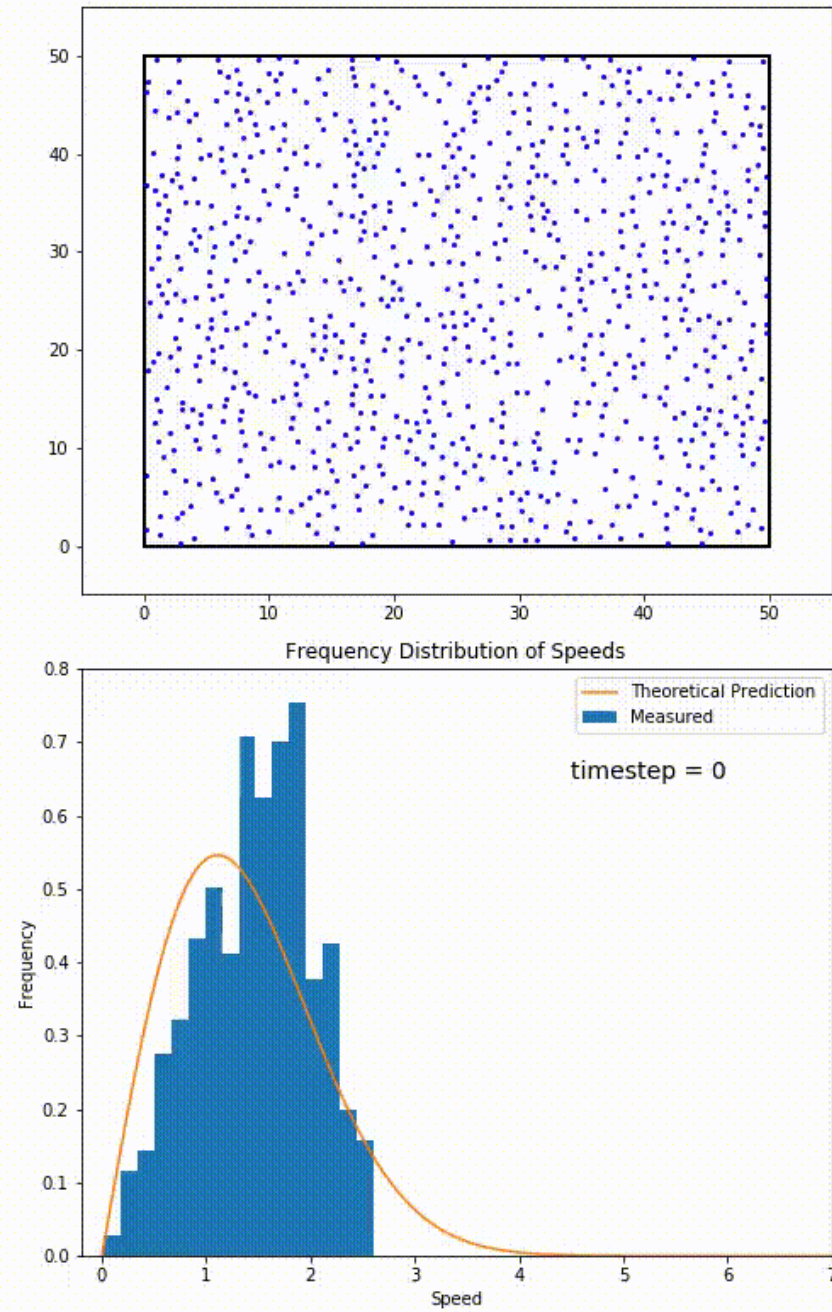 50
40
30
20
10
0
0 10 20 30 40 50
Frequency Distribution of Speeds
0.8
Theoretical Prediction
Measured
0.7
timestep = 0
0.6
0.5
0.4
Frequency
0.3
0.2
0.1
0.0
0 1 2 3 4 5 6 7
Speed